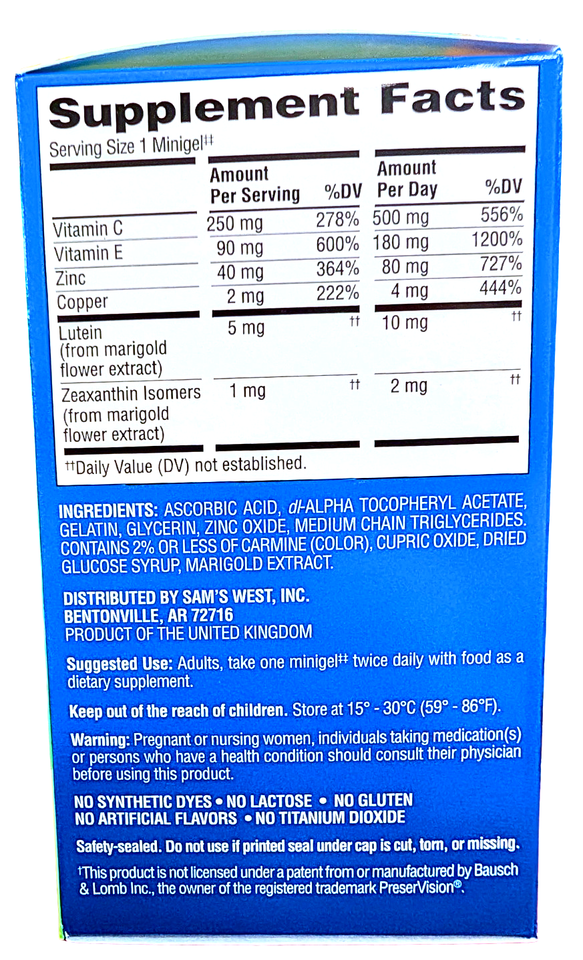 Supplement Facts
Serving Size 1 Minigel‡‡
Amount Per Serving %DV Amount Per Day %DV
Vitamin C 250 mg 278% 500 mg 556%
Vitamin E 90 mg 600% 180 mg 1200%
Zinc 40 mg 364% 80 mg 727%
Copper 2 mg 222% 4 mg 444%
Lutein 5 mg †† 10 mg ††
(from marigold
flower extract)
Zeaxanthin Isomers 1 mg †† 2 mg ††
(from marigold
flower extract)
††Daily Value (DV) not established.
INGREDIENTS: ASCORBIC ACID, dl-ALPHA TOCOPHERYL ACETATE,
GELATIN, GLYCERIN, ZINC OXIDE, MEDIUM CHAIN TRIGLYCERIDES.
CONTAINS 2% OR LESS OF CARMINE (COLOR), CUPRIC OXIDE, DRIED
GLUCOSE SYRUP, MARIGOLD EXTRACT.
DISTRIBUTED BY SAM'S WEST, INC.
BENTONVILLE, AR 72716
PRODUCT OF THE UNITED KINGDOM
Suggested Use: Adults, take one minigel‡‡ twice daily with food as a
dietary supplement.
Keep out of the reach of children. Store at 15° - 30°C (59° - 86°F).
Warning: Pregnant or nursing women, individuals taking medication(s)
or persons who have a health condition should consult their physician
before using this product.
NO SYNTHETIC DYES • NO LACTOSE • NO GLUTEN
NO ARTIFICIAL FLAVORS • NO TITANIUM DIOXIDE
Safety-sealed. Do not use if printed seal under cap is cut, torn, or missing.
†This product is not licensed under a patent from or manufactured by Bausch
& Lomb Inc., the owner of the registered trademark PreserVision®.